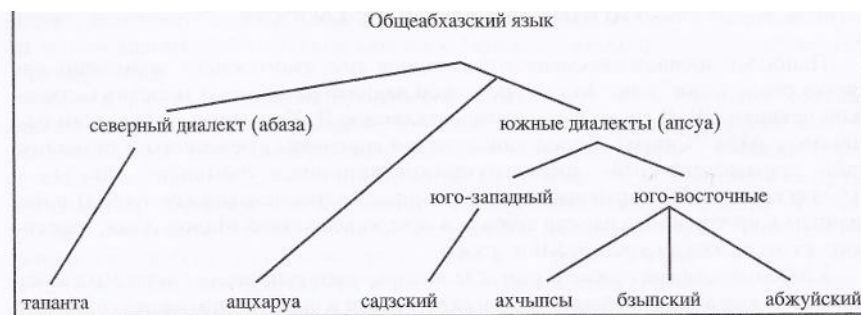 Общеабхазский язык
северный диалект (абаза) южные диалекты (апсуа)
юго-западный юго-восточные
тапанта ащхаруа садзский ахчыпсы бзыпский абжуйский